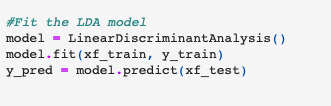 #Fit the LDA model
model = LinearDiscriminantAnalysis()
model.fit(xf_train, y_train)
y_pred = model.predict(xf_test)